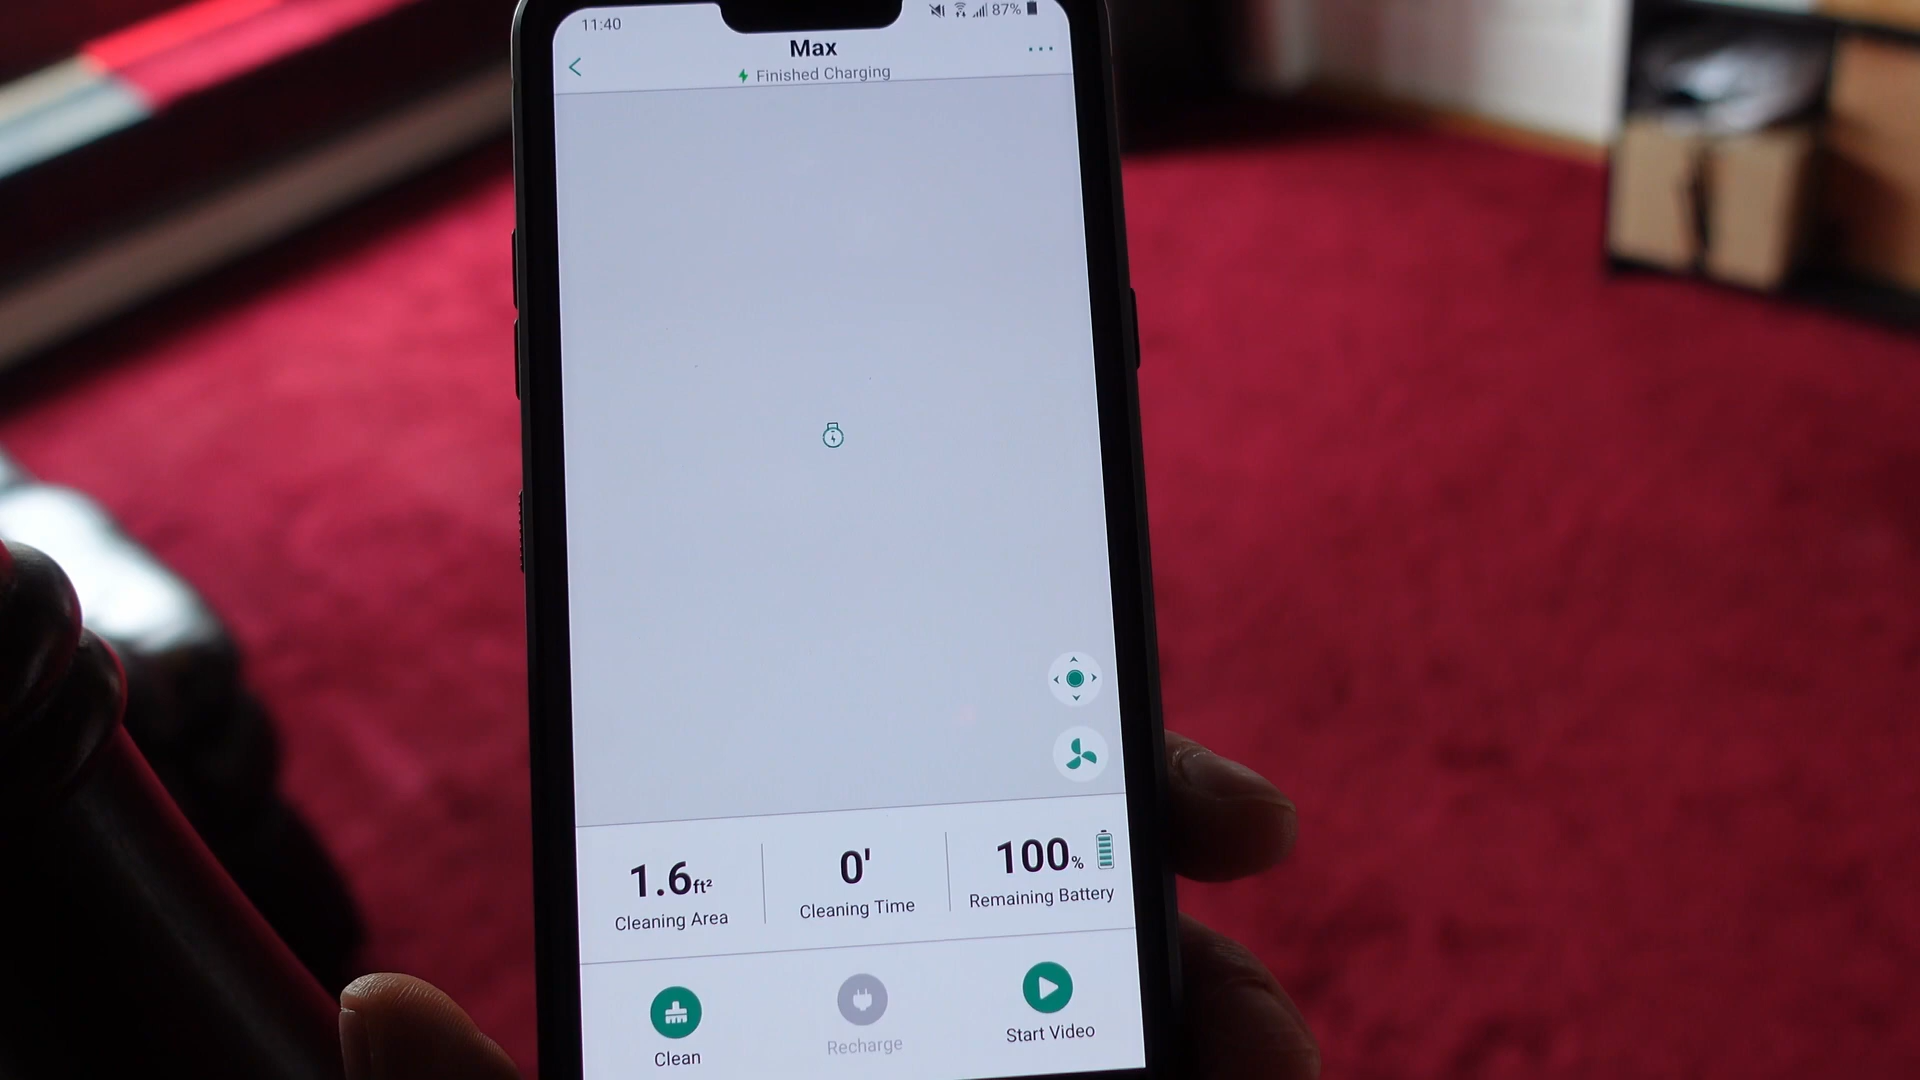 11:40
87%
Max
Finished Charging
1.6ft²
Cleaning Area
0'
Cleaning Time
100%
Remaining Battery
Clean
Recharge
Start Video